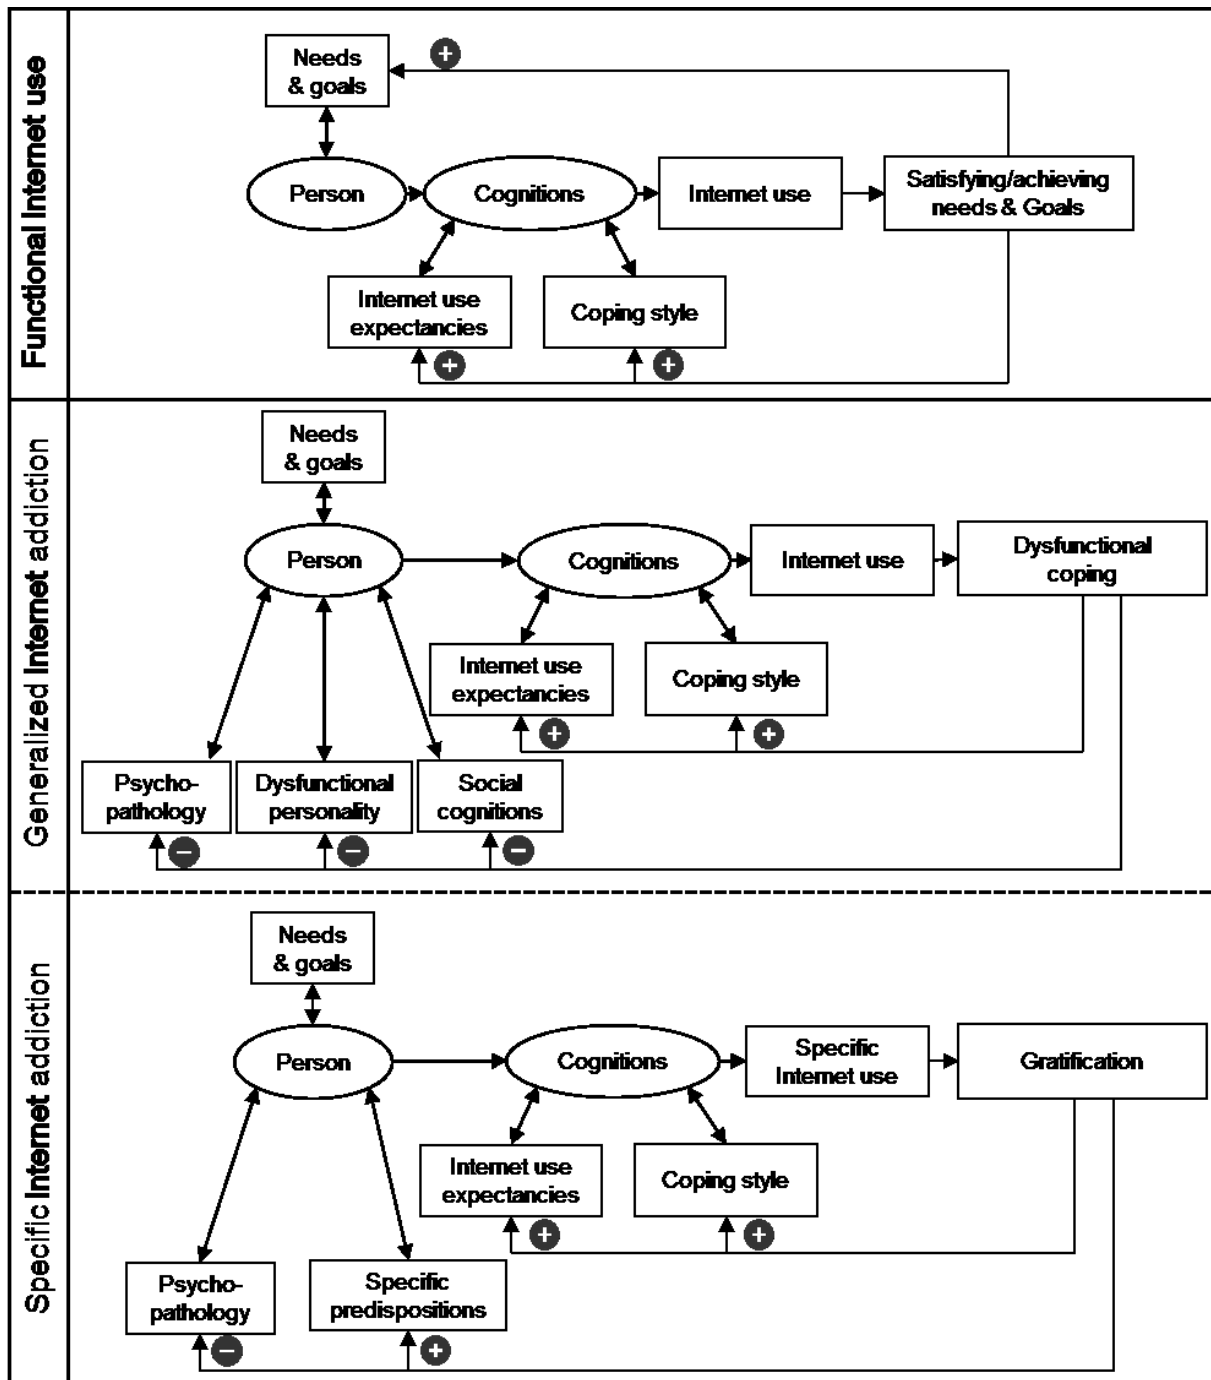 Functional Internet use
Needs
& goals
+
Person
Cognitions
Internet use
Satisfying/achieving
needs & Goals
Internet use
expectancies
Coping style
+
+
Generalized Internet addiction
Needs
& goals
Person
Cognitions
Internet use
Dysfunctional
coping
Internet use
expectancies
Coping style
+
+
Psycho-
pathology
Dysfunctional
personality
Social
cognitions
−
−
−
Specific Internet addiction
Needs
& goals
Person
Cognitions
Specific
Internet use
Gratification
Internet use
expectancies
Coping style
+
+
Psycho-
pathology
Specific
predispositions
−
+